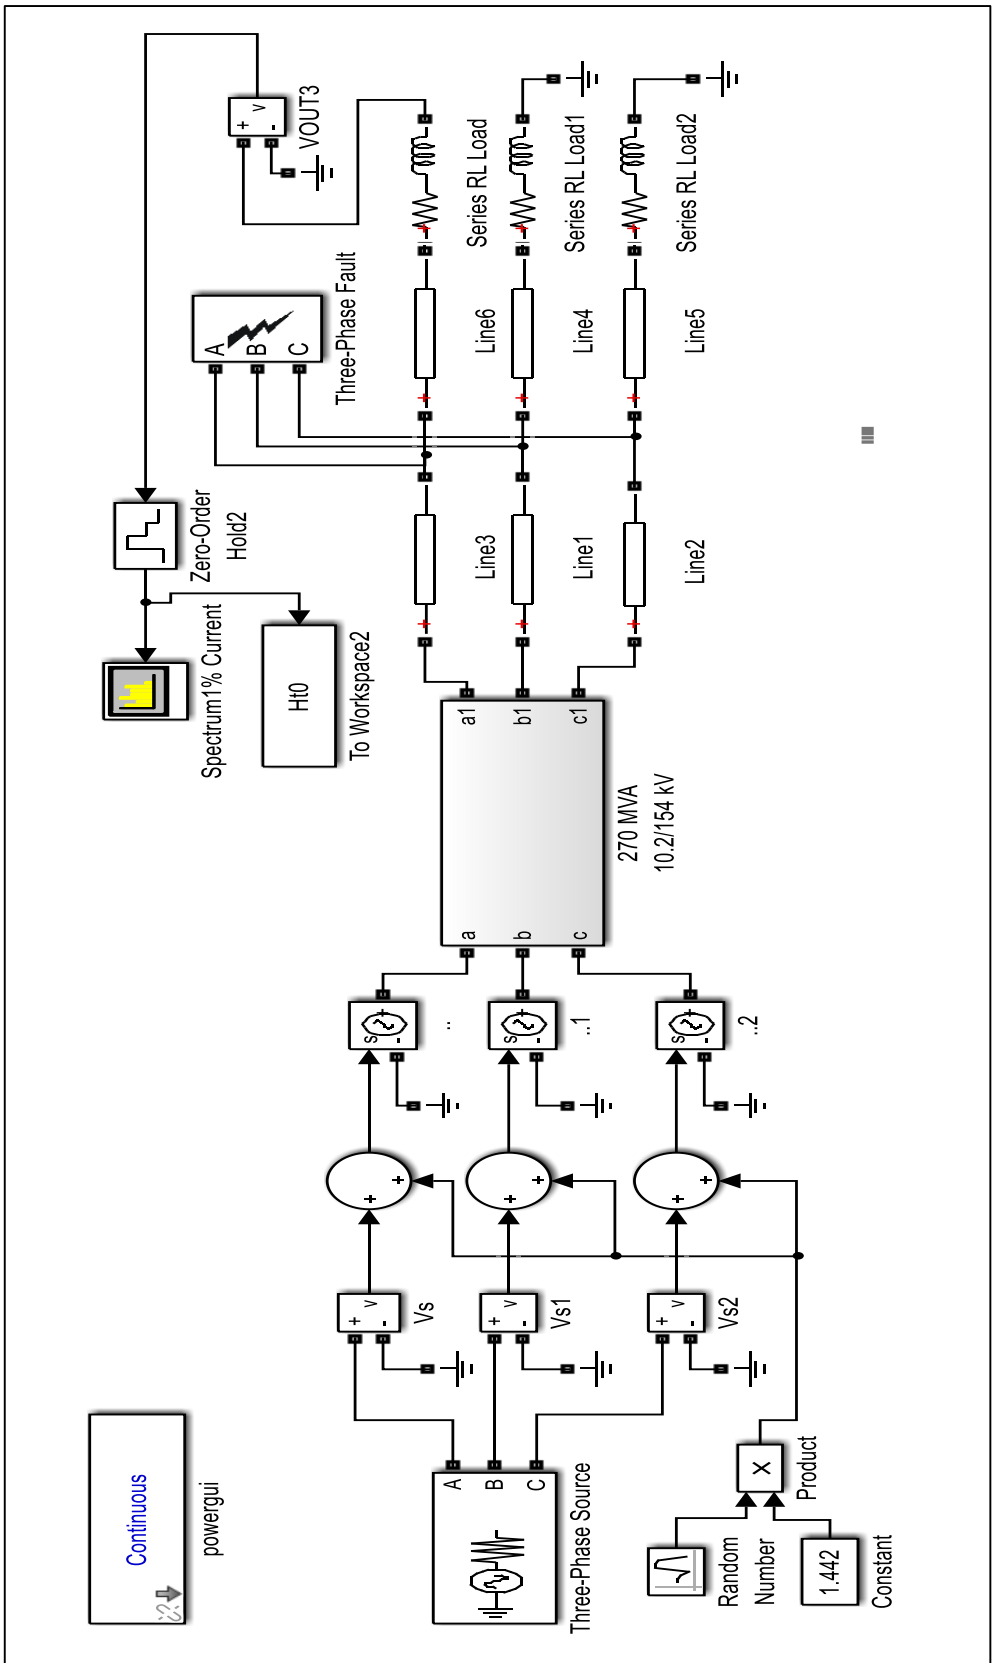 Continuous
powergui
A
B
C
Three-Phase Source
Random
Number
1.442
Constant
X
Product
+
-
v
Vs
+
-
v
Vs1
+
-
v
Vs2
+
+
+
+
+
+
s
+
-
..
s
+
-
..1
s
+
-
..2
a
b
c
a1
b1
c1
270 MVA
10.2/154 kV
Spectrum1% Current
Ht0
To Workspace2
Zero-Order
Hold2
Line3
Line1
Line2
A
B
C
Three-Phase Fault
Line6
Line4
Line5
Series RL Load
Series RL Load1
Series RL Load2
+
-
v
VOUT3